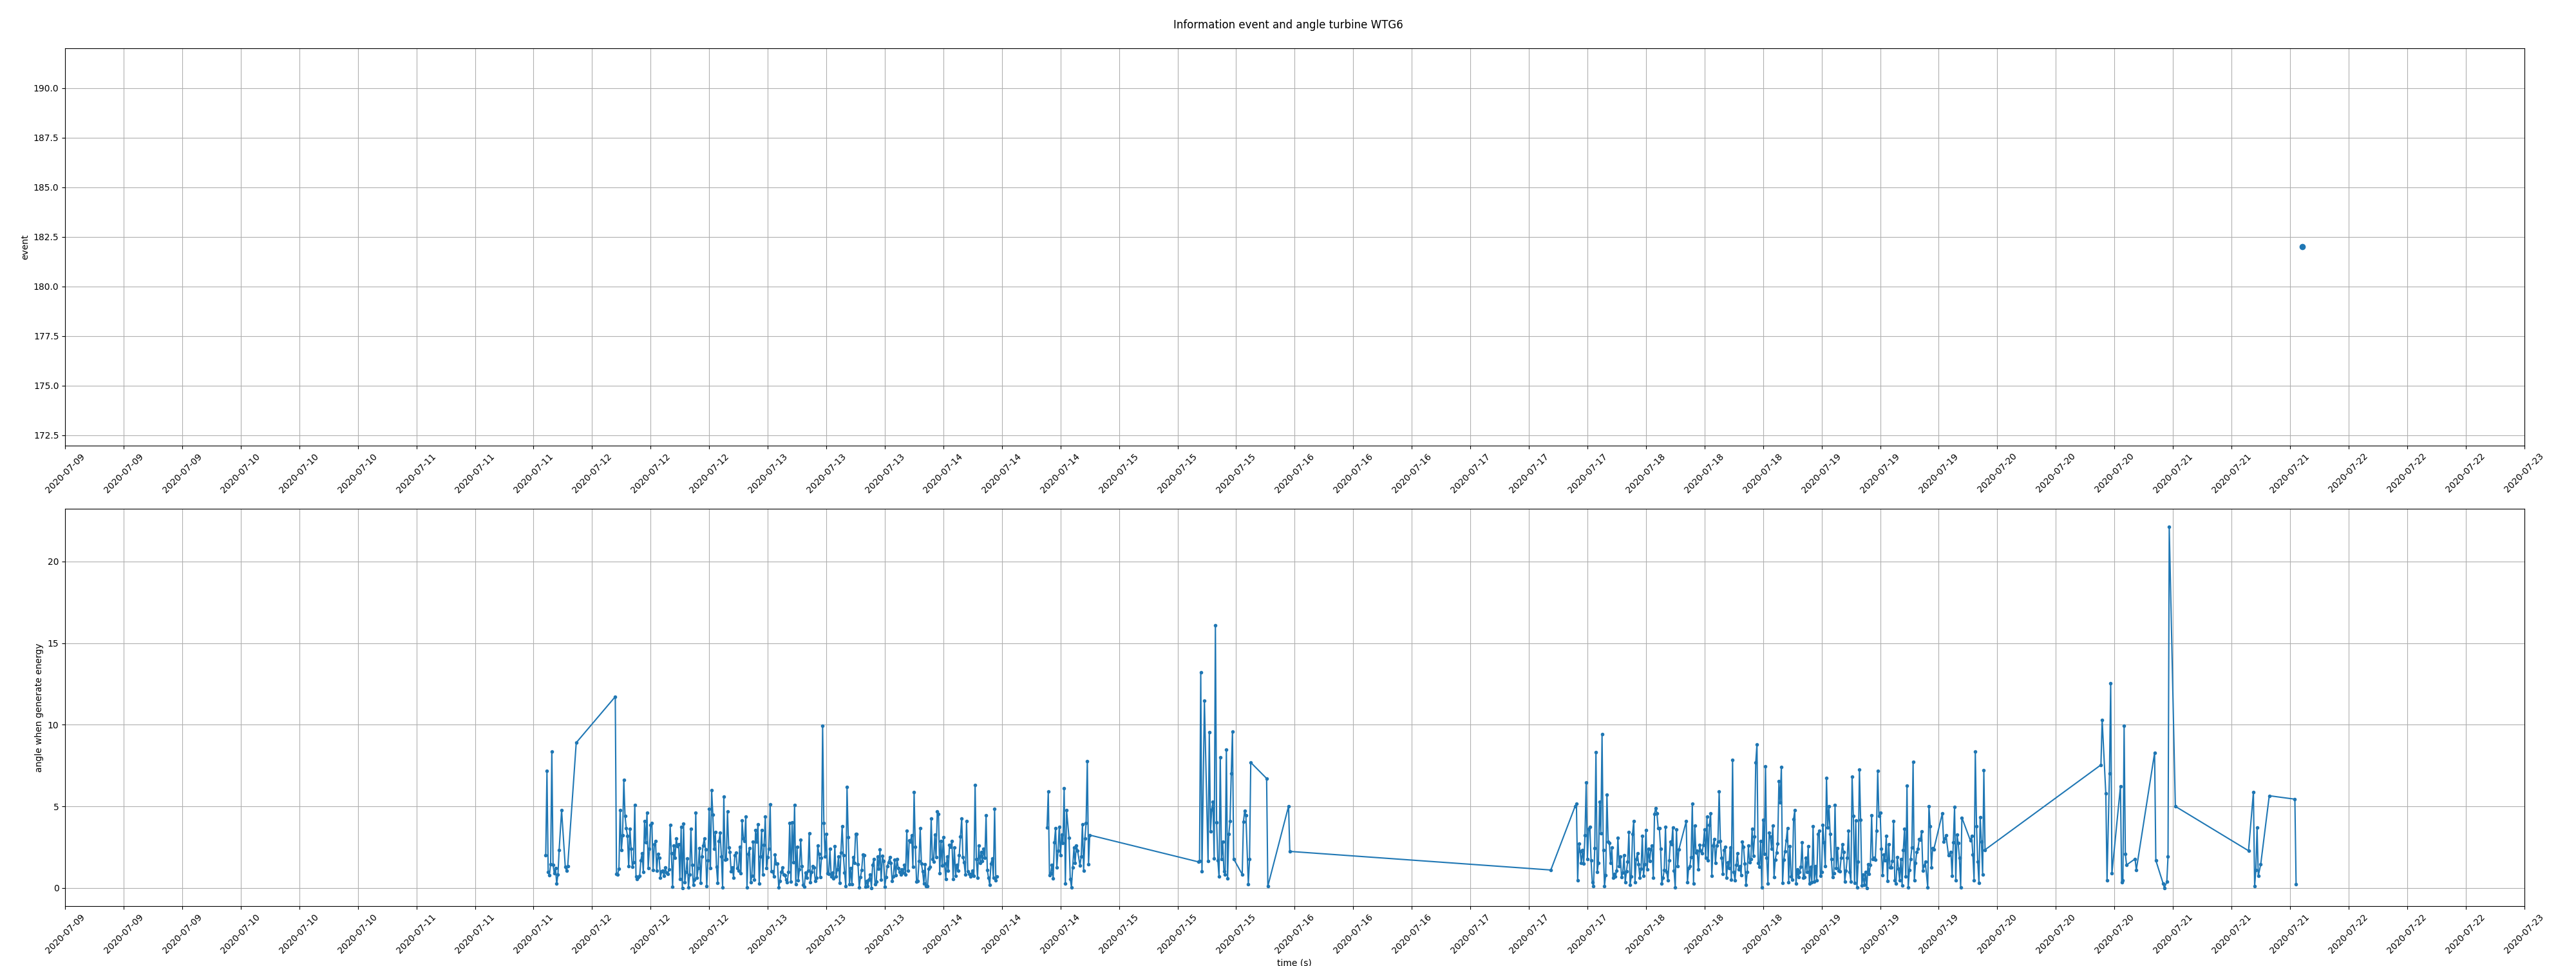 Information event and angle turbine WTG6
190.0
187.5
185.0
182.5
180.0
177.5
175.0
172.5
event
2020-07-09 2020-07-09 2020-07-09 2020-07-10 2020-07-10 2020-07-10 2020-07-11 2020-07-11 2020-07-11 2020-07-12 2020-07-12 2020-07-12 2020-07-13 2020-07-13 2020-07-13 2020-07-14 2020-07-14 2020-07-14 2020-07-15 2020-07-15 2020-07-15 2020-07-16 2020-07-16 2020-07-16 2020-07-17 2020-07-17 2020-07-17 2020-07-18 2020-07-18 2020-07-18 2020-07-19 2020-07-19 2020-07-19 2020-07-20 2020-07-20 2020-07-20 2020-07-21 2020-07-21 2020-07-21 2020-07-22 2020-07-22 2020-07-22 2020-07-23
20
15
10
5
0
angle when generate energy
2020-07-09 2020-07-09 2020-07-09 2020-07-10 2020-07-10 2020-07-10 2020-07-11 2020-07-11 2020-07-11 2020-07-12 2020-07-12 2020-07-12 2020-07-13 2020-07-13 2020-07-13 2020-07-14 2020-07-14 2020-07-14 2020-07-15 2020-07-15 2020-07-15 2020-07-16 2020-07-16 2020-07-16 2020-07-17 2020-07-17 2020-07-17 2020-07-18 2020-07-18 2020-07-18 2020-07-19 2020-07-19 2020-07-19 2020-07-20 2020-07-20 2020-07-20 2020-07-21 2020-07-21 2020-07-21 2020-07-22 2020-07-22 2020-07-22 2020-07-23
time (s)